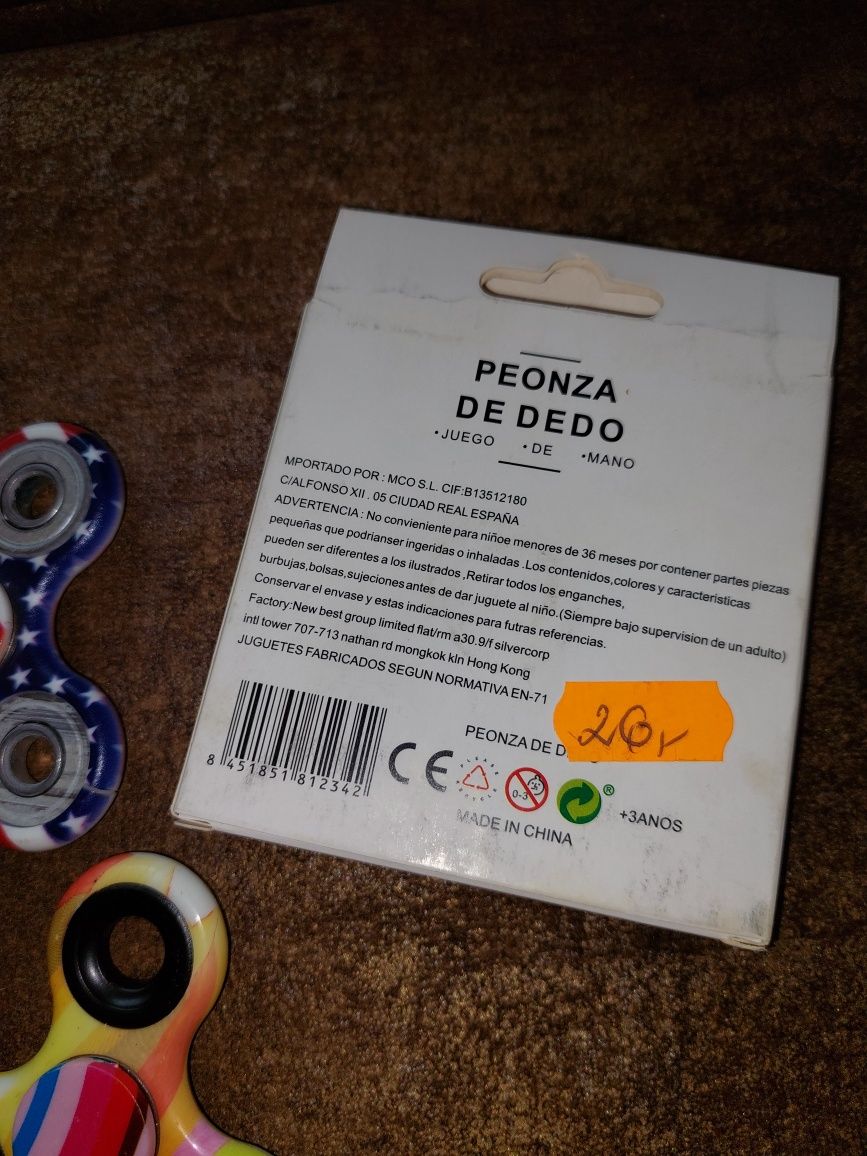 PEONZA
DE DEDO
•JUEGO •DE •MANO
MPORTADO POR : MCO S.L. CIF:B13512180
C/ALFONSO XII . 05 CIUDAD REAL ESPAÑA
ADVERTENCIA : No convieniente para niñoe menores de 36 meses por contener partes piezas
pequeñas que podrianser ingeridas o inhaladas .Los contenidos,colores y caracteristicas
pueden ser diferentes a los ilustrados ,Retirar todos los enganches,
burbujas,bolsas,sujeciones antes de dar juguete al niño.(Siempre bajo supervision de un adulto)
Conservar el envase y estas indicaciones para futras referencias.
Factory:New best group limited flat/rm a30.9/f silvercorp
intl tower 707-713 nathan rd mongkok kln Hong Kong
JUGUETES FABRICADOS SEGUN NORMATIVA EN-71
PEONZA DE D
8 451851 812342
CE
0-3
®
+3ANOS
MADE IN CHINA